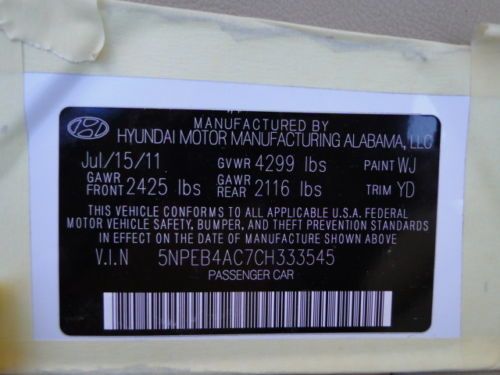 MANUFACTURED BY
HYUNDAI MOTOR MANUFACTURING ALABAMA, LLC
Jul/15/11 GVWR 4299 lbs PAINT WJ
GAWR FRONT 2425 lbs GAWR REAR 2116 lbs TRIM YD
THIS VEHICLE CONFORMS TO ALL APPLICABLE U.S.A. FEDERAL
MOTOR VEHICLE SAFETY, BUMPER, AND THEFT PREVENTION STANDARDS
IN EFFECT ON THE DATE OF MANUFACTURE SHOWN ABOVE.
V.I.N 5NPEB4AC7CH333545
PASSENGER CAR